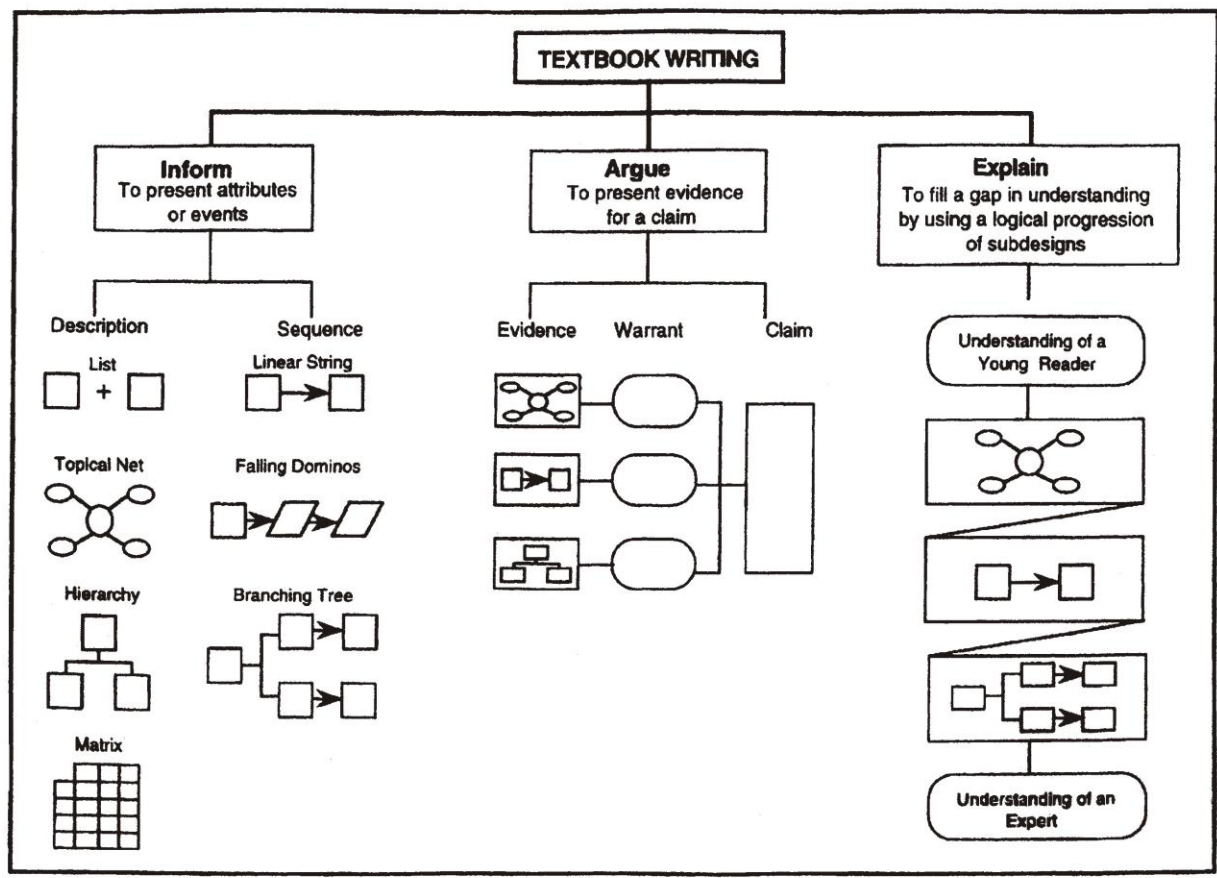 TEXTBOOK WRITING
Inform
To present attributes
or events
Argue
To present evidence
for a claim
Explain
To fill a gap in understanding
by using a logical progression
of subdesigns
Description
Sequence
List
Linear String
Topical Net
Falling Dominos
Hierarchy
Branching Tree
Matrix
Evidence
Warrant
Claim
Understanding of a
Young Reader
Understanding of an
Expert